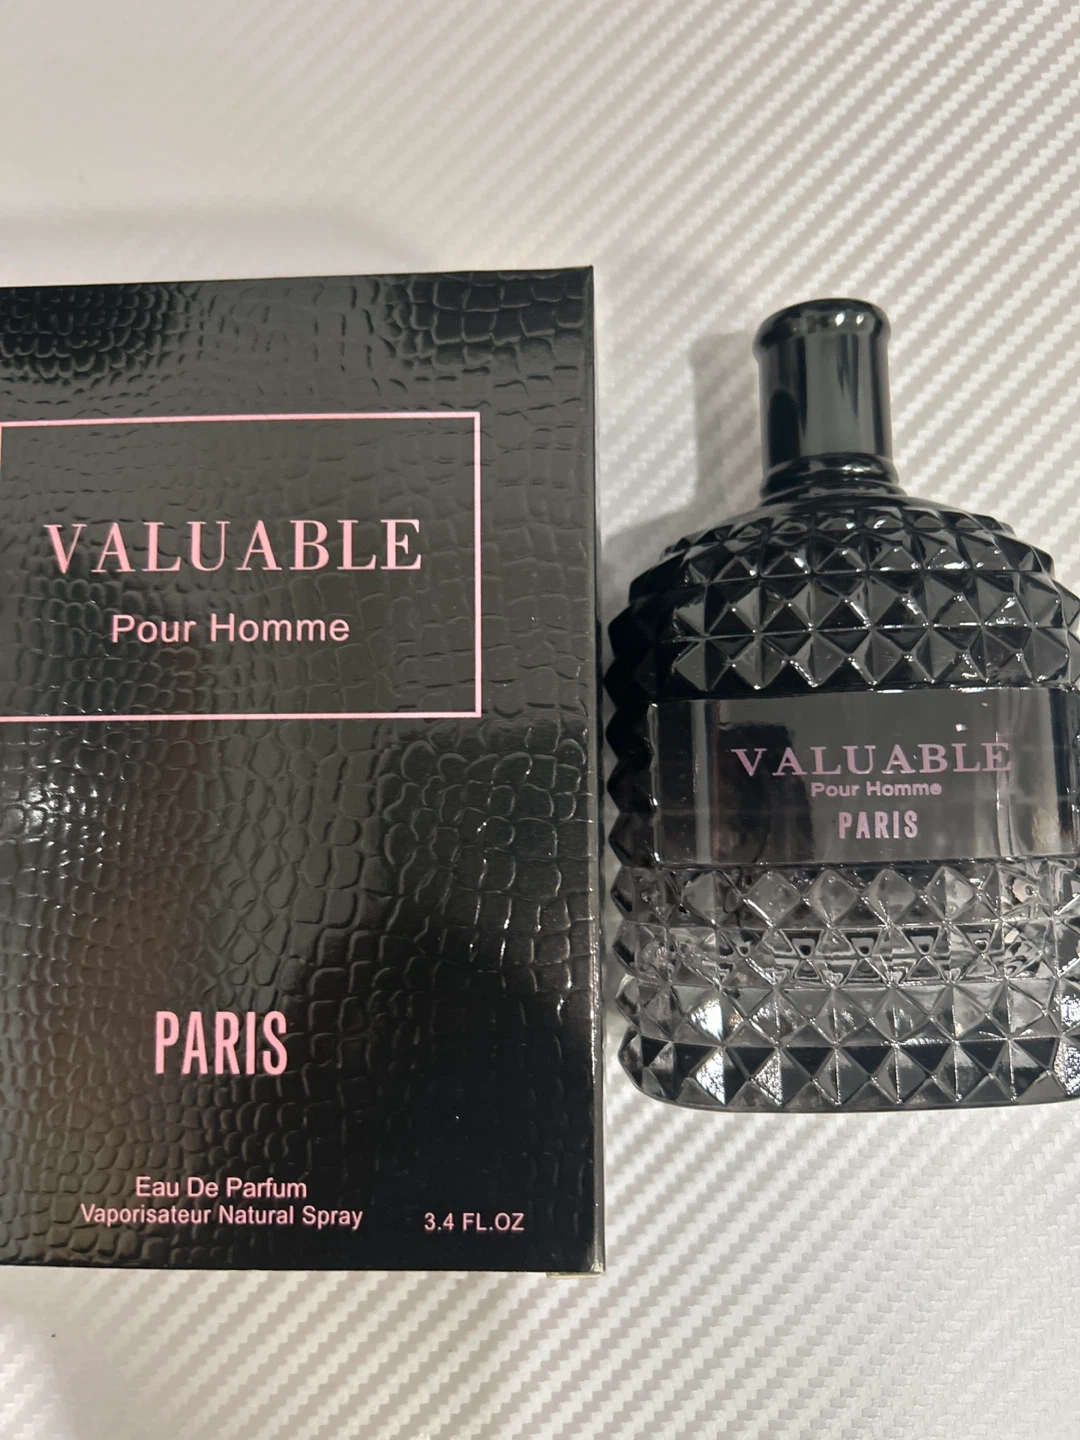 VALUABLE
Pour Homme
PARIS
Eau De Parfum
Vaporisateur Natural Spray
3.4 FL.OZ
VALUABLE
Pour Homme
PARIS